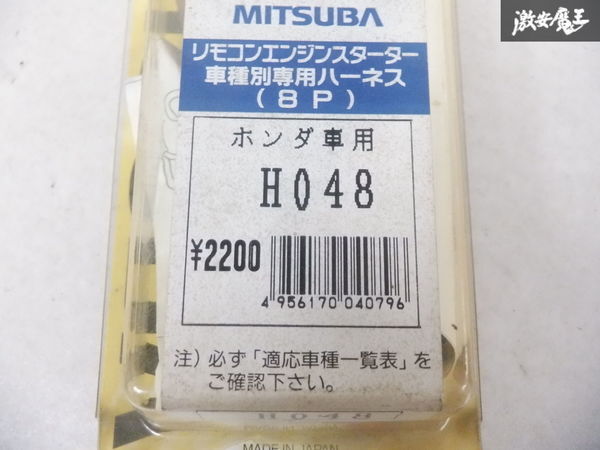 MITSUBA
激安魔王
リモコンエンジンスターター
車種別専用ハーネス
(8P)
ホンダ車用
H048
¥2200
4 956170 040796
注)必ず「適応車種一覧表」を
ご確認下さい。
H048
MADE IN JAPAN